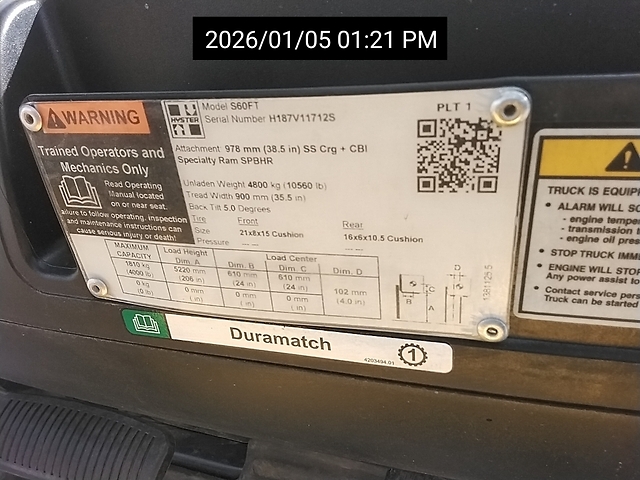 2026/01/05 01:21 PM
WARNING
Trained Operators and
Mechanics Only
Read Operating
Manual located
on or near seat.
Failure to follow operating, inspection
and maintenance instructions can
cause serious injury or death!
HYSTER
Model S60FT
Serial Number H187V11712S
PLT 1
Attachment 978 mm (38.5 in) SS Crg + CBI
Specialty Ram SPBHR
Unladen Weight 4800 kg (10560 lb)
Tread Width 900 mm (35.5 in)
Back Tilt 5.0 Degrees
Tire Front Rear
Size 21x8x15 Cushion 16x6x10.5 Cushion
Pressure -- --
MAXIMUM CAPACITY Load Height Dim. A Load Center Dim. B Dim. C Dim. D
1810 kg (4000 lb) 5220 mm (206 in) 610 mm (24 in) 610 mm (24 in) 102 mm (4.0 in)
0 kg (0 lb) 0 mm ( in) 0 mm ( in) 0 mm ( in)
B C A D
Duramatch
4203494 01
1
TRUCK IS EQUIP
• ALARM WILL SO
- engine temper
- transmission t
- engine oil pres
• STOP TRUCK IMME
• ENGINE WILL STO
Any power assist to
• Contact service pers
Truck can be started